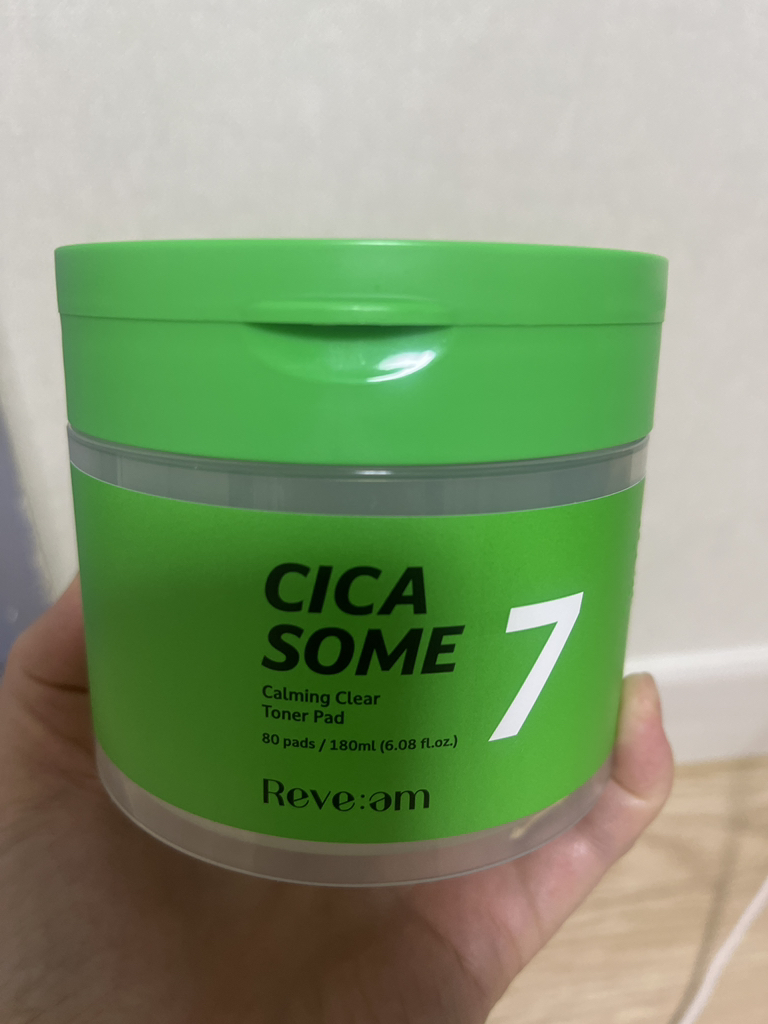 CICA
SOME
7
Calming Clear
Toner Pad
80 pads / 180ml (6.08 fl.oz.)
Reve:am